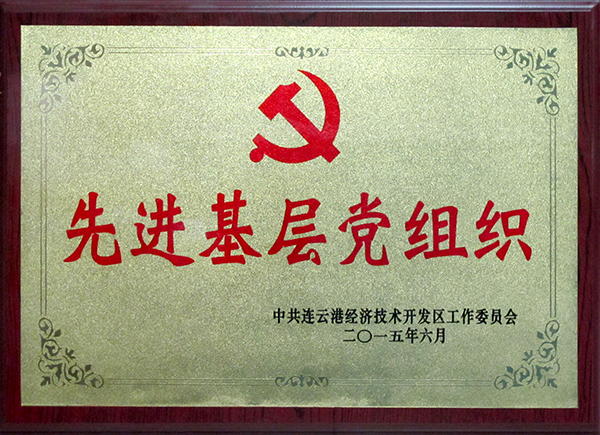 先进基层党组织
中共连云港经济技术开发区工作委员会
二〇一五年六月